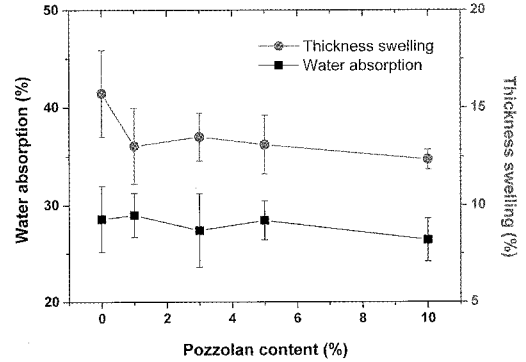 50
40
30
20
Water absorption (%)
Thickness swelling
Water absorption
20
15
10
5
Thickness swelling (%)
0
2
4
6
8
10
Pozzolan content (%)